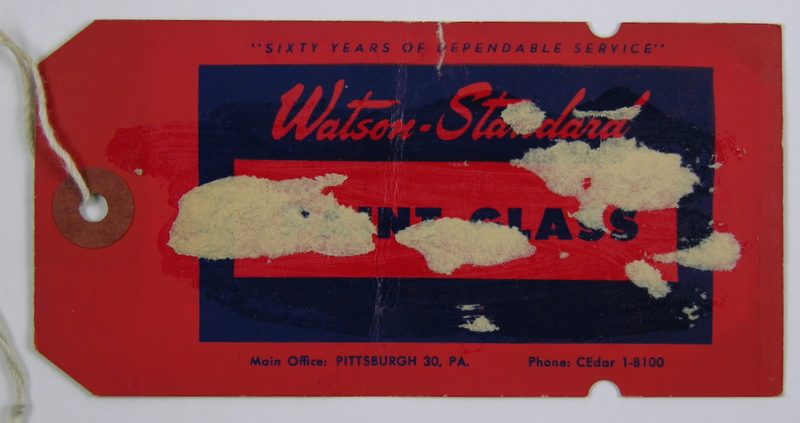 "SIXTY YEARS OF DEPENDABLE SERVICE"
Watson-Standard
GLASS
Main Office: PITTSBURGH 30, PA.
Phone: CEdar 1-8100